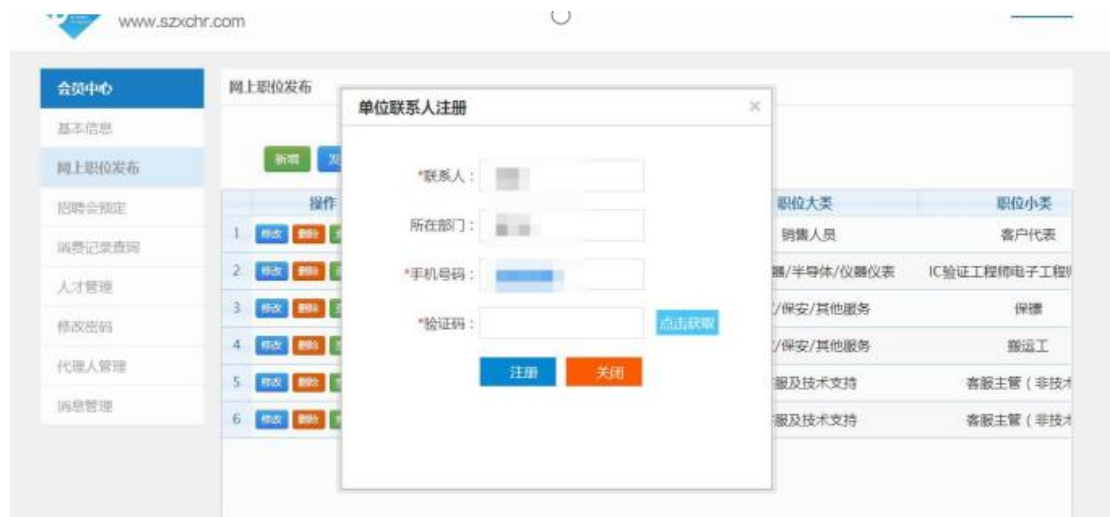 www.szxchr.com
会员中心
基本信息
网上职位发布
招聘会预定
消费记录查询
人才管理
修改密码
代理人管理
消息管理
网上职位发布
新增
操作 职位大类 职位小类
1 修改 删除 销售人员 客户代表
2 修改 删除 器/半导体/仪器仪表 IC验证工程师电子工程
3 修改 删除 /保安/其他服务 保镖
4 修改 删除 /保安/其他服务 搬运工
5 修改 删除 服及技术支持 客服主管（非技术
6 修改 删除 服及技术支持 客服主管（非技术
单位联系人注册 ×
*联系人：
所在部门：
*手机号码：
*验证码： 点击获取
注册 关闭